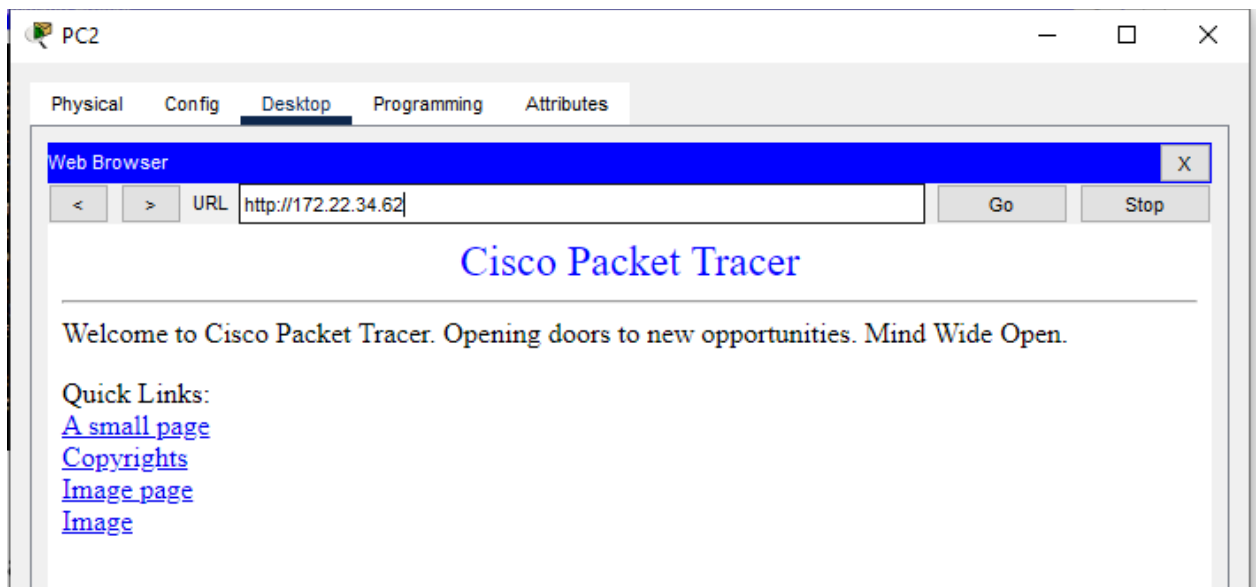 PC2
Physical Config Desktop Programming Attributes
Web Browser X
< > URL http://172.22.34.62 Go Stop
Cisco Packet Tracer
Welcome to Cisco Packet Tracer. Opening doors to new opportunities. Mind Wide Open.
Quick Links:
A small page
Copyrights
Image page
Image